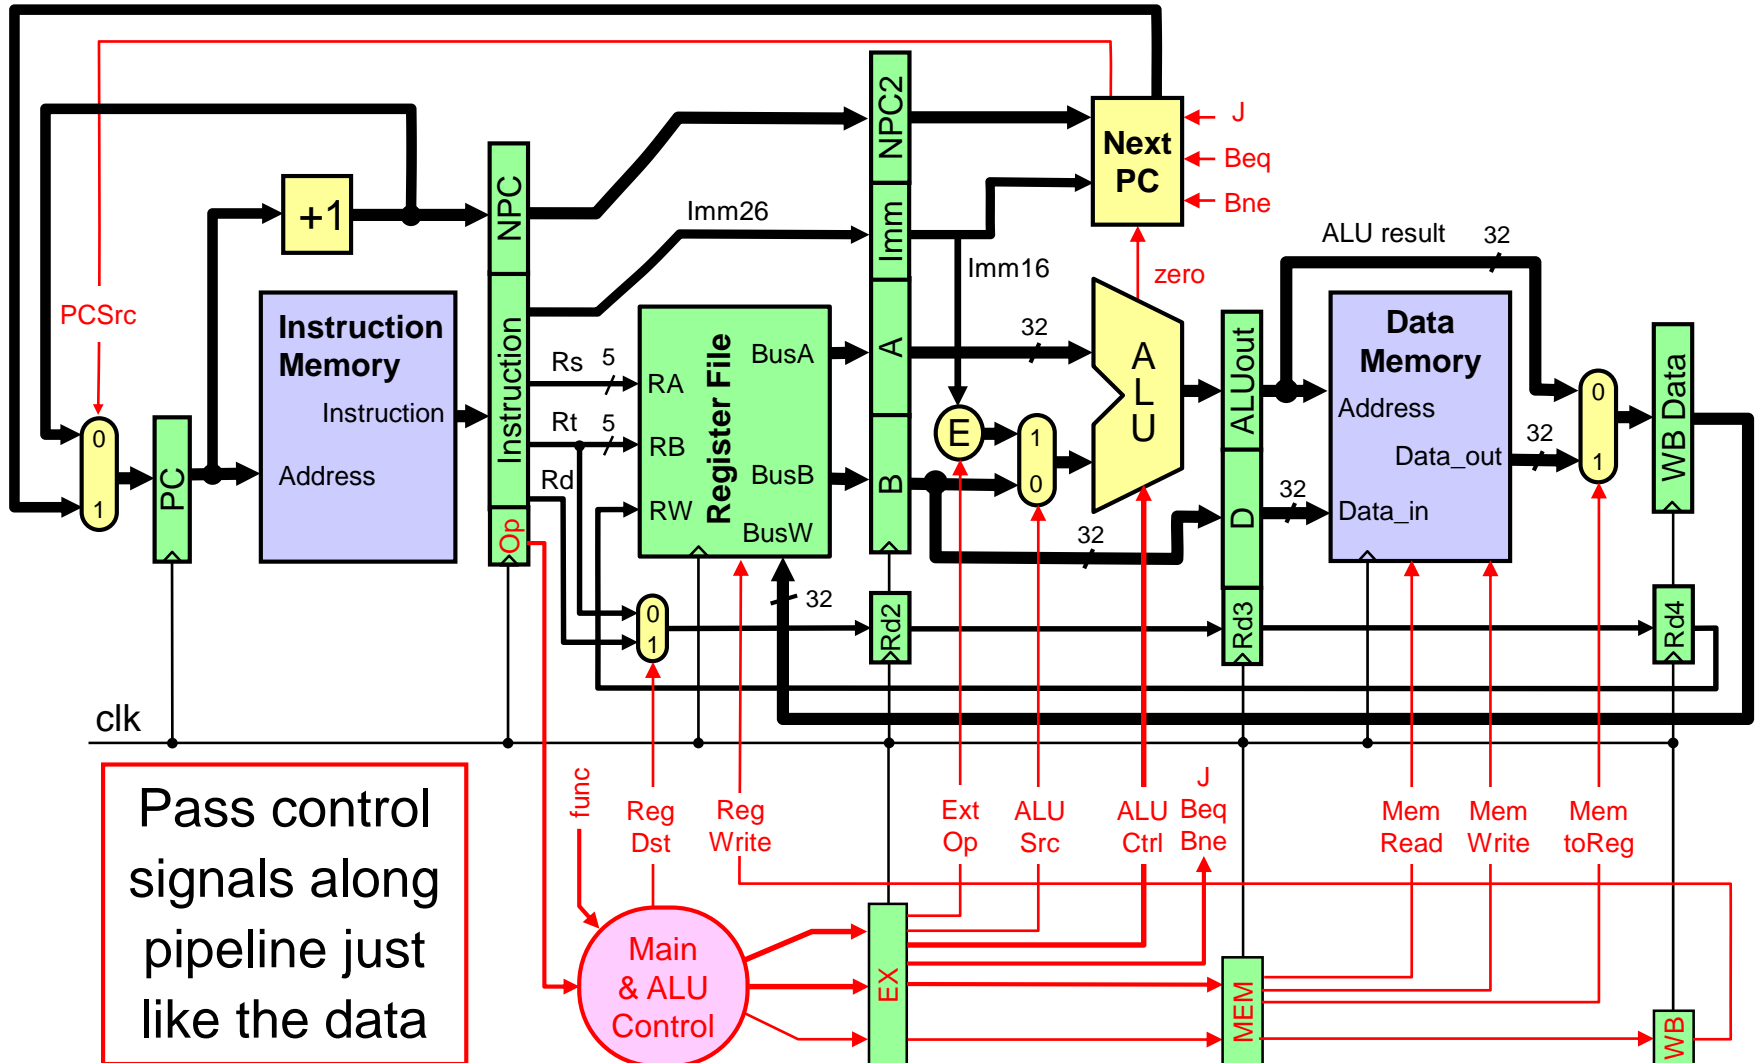 NPC2
J
Next
PC
Beq
Bne
+1
NPC
Imm26
Imm
ALU result
32
Imm16
zero
PCSrc
Instruction
Memory
Instruction
Address
Instruction
Rs
5
Rt
5
Rd
Op
RA
RB
RW
Register File
BusA
BusB
BusW
A
B
32
E
1
0
A
L
U
ALUout
D
32
32
Data
Memory
Address
Data_out
Data_in
32
0
1
WB Data
0
1
PC
0
1
32
Rd2
Rd3
Rd4
clk
Pass control
signals along
pipeline just
like the data
func
Reg
Dst
Reg
Write
Ext
Op
ALU
Src
ALU
Ctrl
J
Beq
Bne
Mem
Read
Mem
Write
Mem
toReg
Main
& ALU
Control
EX
MEM
WB